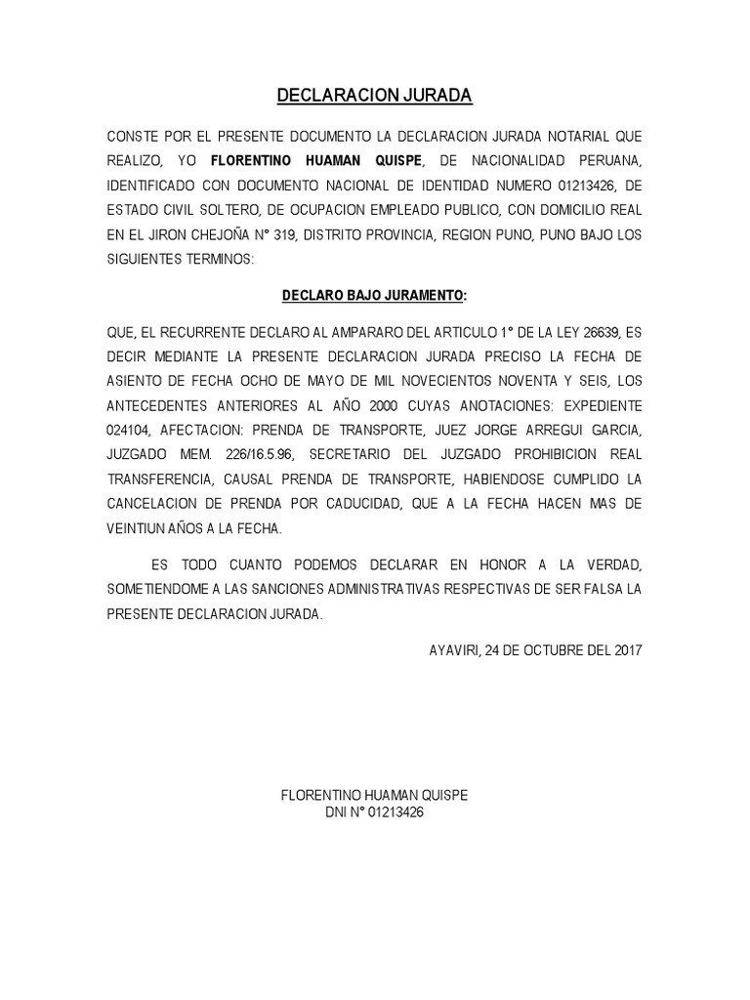 DECLARACION JURADA
CONSTE POR EL PRESENTE DOCUMENTO LA DECLARACION JURADA NOTARIAL QUE
REALIZO, YO FLORENTINO HUAMAN QUISPE, DE NACIONALIDAD PERUANA,
IDENTIFICADO CON DOCUMENTO NACIONAL DE IDENTIDAD NUMERO 01213426, DE
ESTADO CIVIL SOLTERO, DE OCUPACION EMPLEADO PUBLICO, CON DOMICILIO REAL
EN EL JIRON CHEJOÑA N° 319, DISTRITO PROVINCIA, REGION PUNO, PUNO BAJO LOS
SIGUIENTES TERMINOS:
DECLARO BAJO JURAMENTO:
QUE, EL RECURRENTE DECLARO AL AMPARARO DEL ARTICULO 1° DE LA LEY 26639, ES
DECIR MEDIANTE LA PRESENTE DECLARACION JURADA PRECISO LA FECHA DE
ASIENTO DE FECHA OCHO DE MAYO DE MIL NOVECIENTOS NOVENTA Y SEIS, LOS
ANTECEDENTES ANTERIORES AL AÑO 2000 CUYAS ANOTACIONES: EXPEDIENTE
024104, AFECTACION: PRENDA DE TRANSPORTE, JUEZ JORGE ARREGUI GARCIA,
JUZGADO MEM. 226/16.5.96, SECRETARIO DEL JUZGADO PROHIBICION REAL
TRANSFERENCIA, CAUSAL PRENDA DE TRANSPORTE, HABIENDOSE CUMPLIDO LA
CANCELACION DE PRENDA POR CADUCIDAD, QUE A LA FECHA HACEN MAS DE
VEINTIUN AÑOS A LA FECHA.
ES TODO CUANTO PODEMOS DECLARAR EN HONOR A LA VERDAD,
SOMETIENDOME A LAS SANCIONES ADMINISTRATIVAS RESPECTIVAS DE SER FALSA LA
PRESENTE DECLARACION JURADA.
AYAVIRI, 24 DE OCTUBRE DEL 2017
FLORENTINO HUAMAN QUISPE
DNI N° 01213426